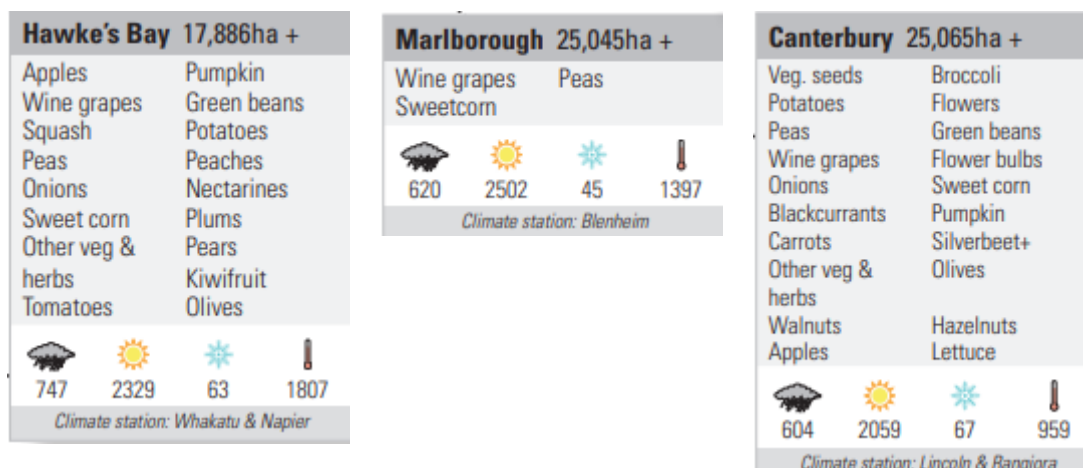 Hawke's Bay 17,886ha +
Apples Pumpkin
Wine grapes Green beans
Squash Potatoes
Peas Peaches
Onions Nectarines
Sweet corn Plums
Other veg & Pears
herbs Kiwifruit
Tomatoes Olives
747 2329 63 1807
Climate station: Whakatu & Napier
Marlborough 25,045ha +
Wine grapes Peas
Sweetcorn
620 2502 45 1397
Climate station: Blenheim
Canterbury 25,065ha +
Veg. seeds Broccoli
Potatoes Flowers
Peas Green beans
Wine grapes Flower bulbs
Onions Sweet corn
Blackcurrants Pumpkin
Carrots Silverbeet+
Other veg & Olives
herbs
Walnuts Hazelnuts
Apples Lettuce
604 2059 67 959
Climate station: Lincoln & Rangiora